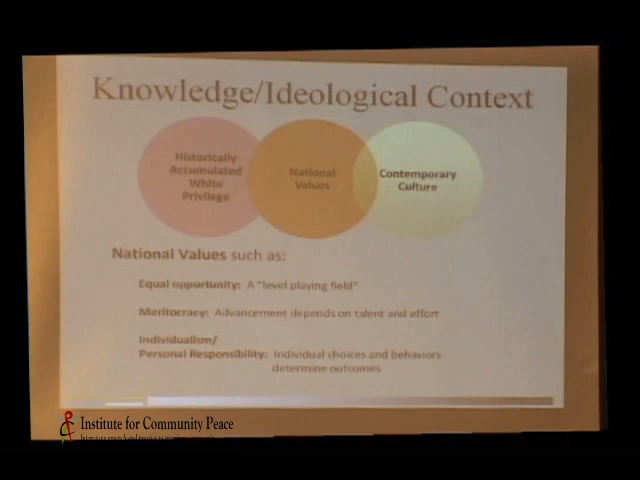 Knowledge/Ideological Context
Historically
Accumulated
White
Privilege
National
Values
Contemporary
Culture
National Values such as:
Equal opportunity: A "level playing field"
Meritocracy: Advancement depends on talent and effort
Individualism/
Personal Responsibility: Individual choices and behaviors
determine outcomes
Institute for Community Peace